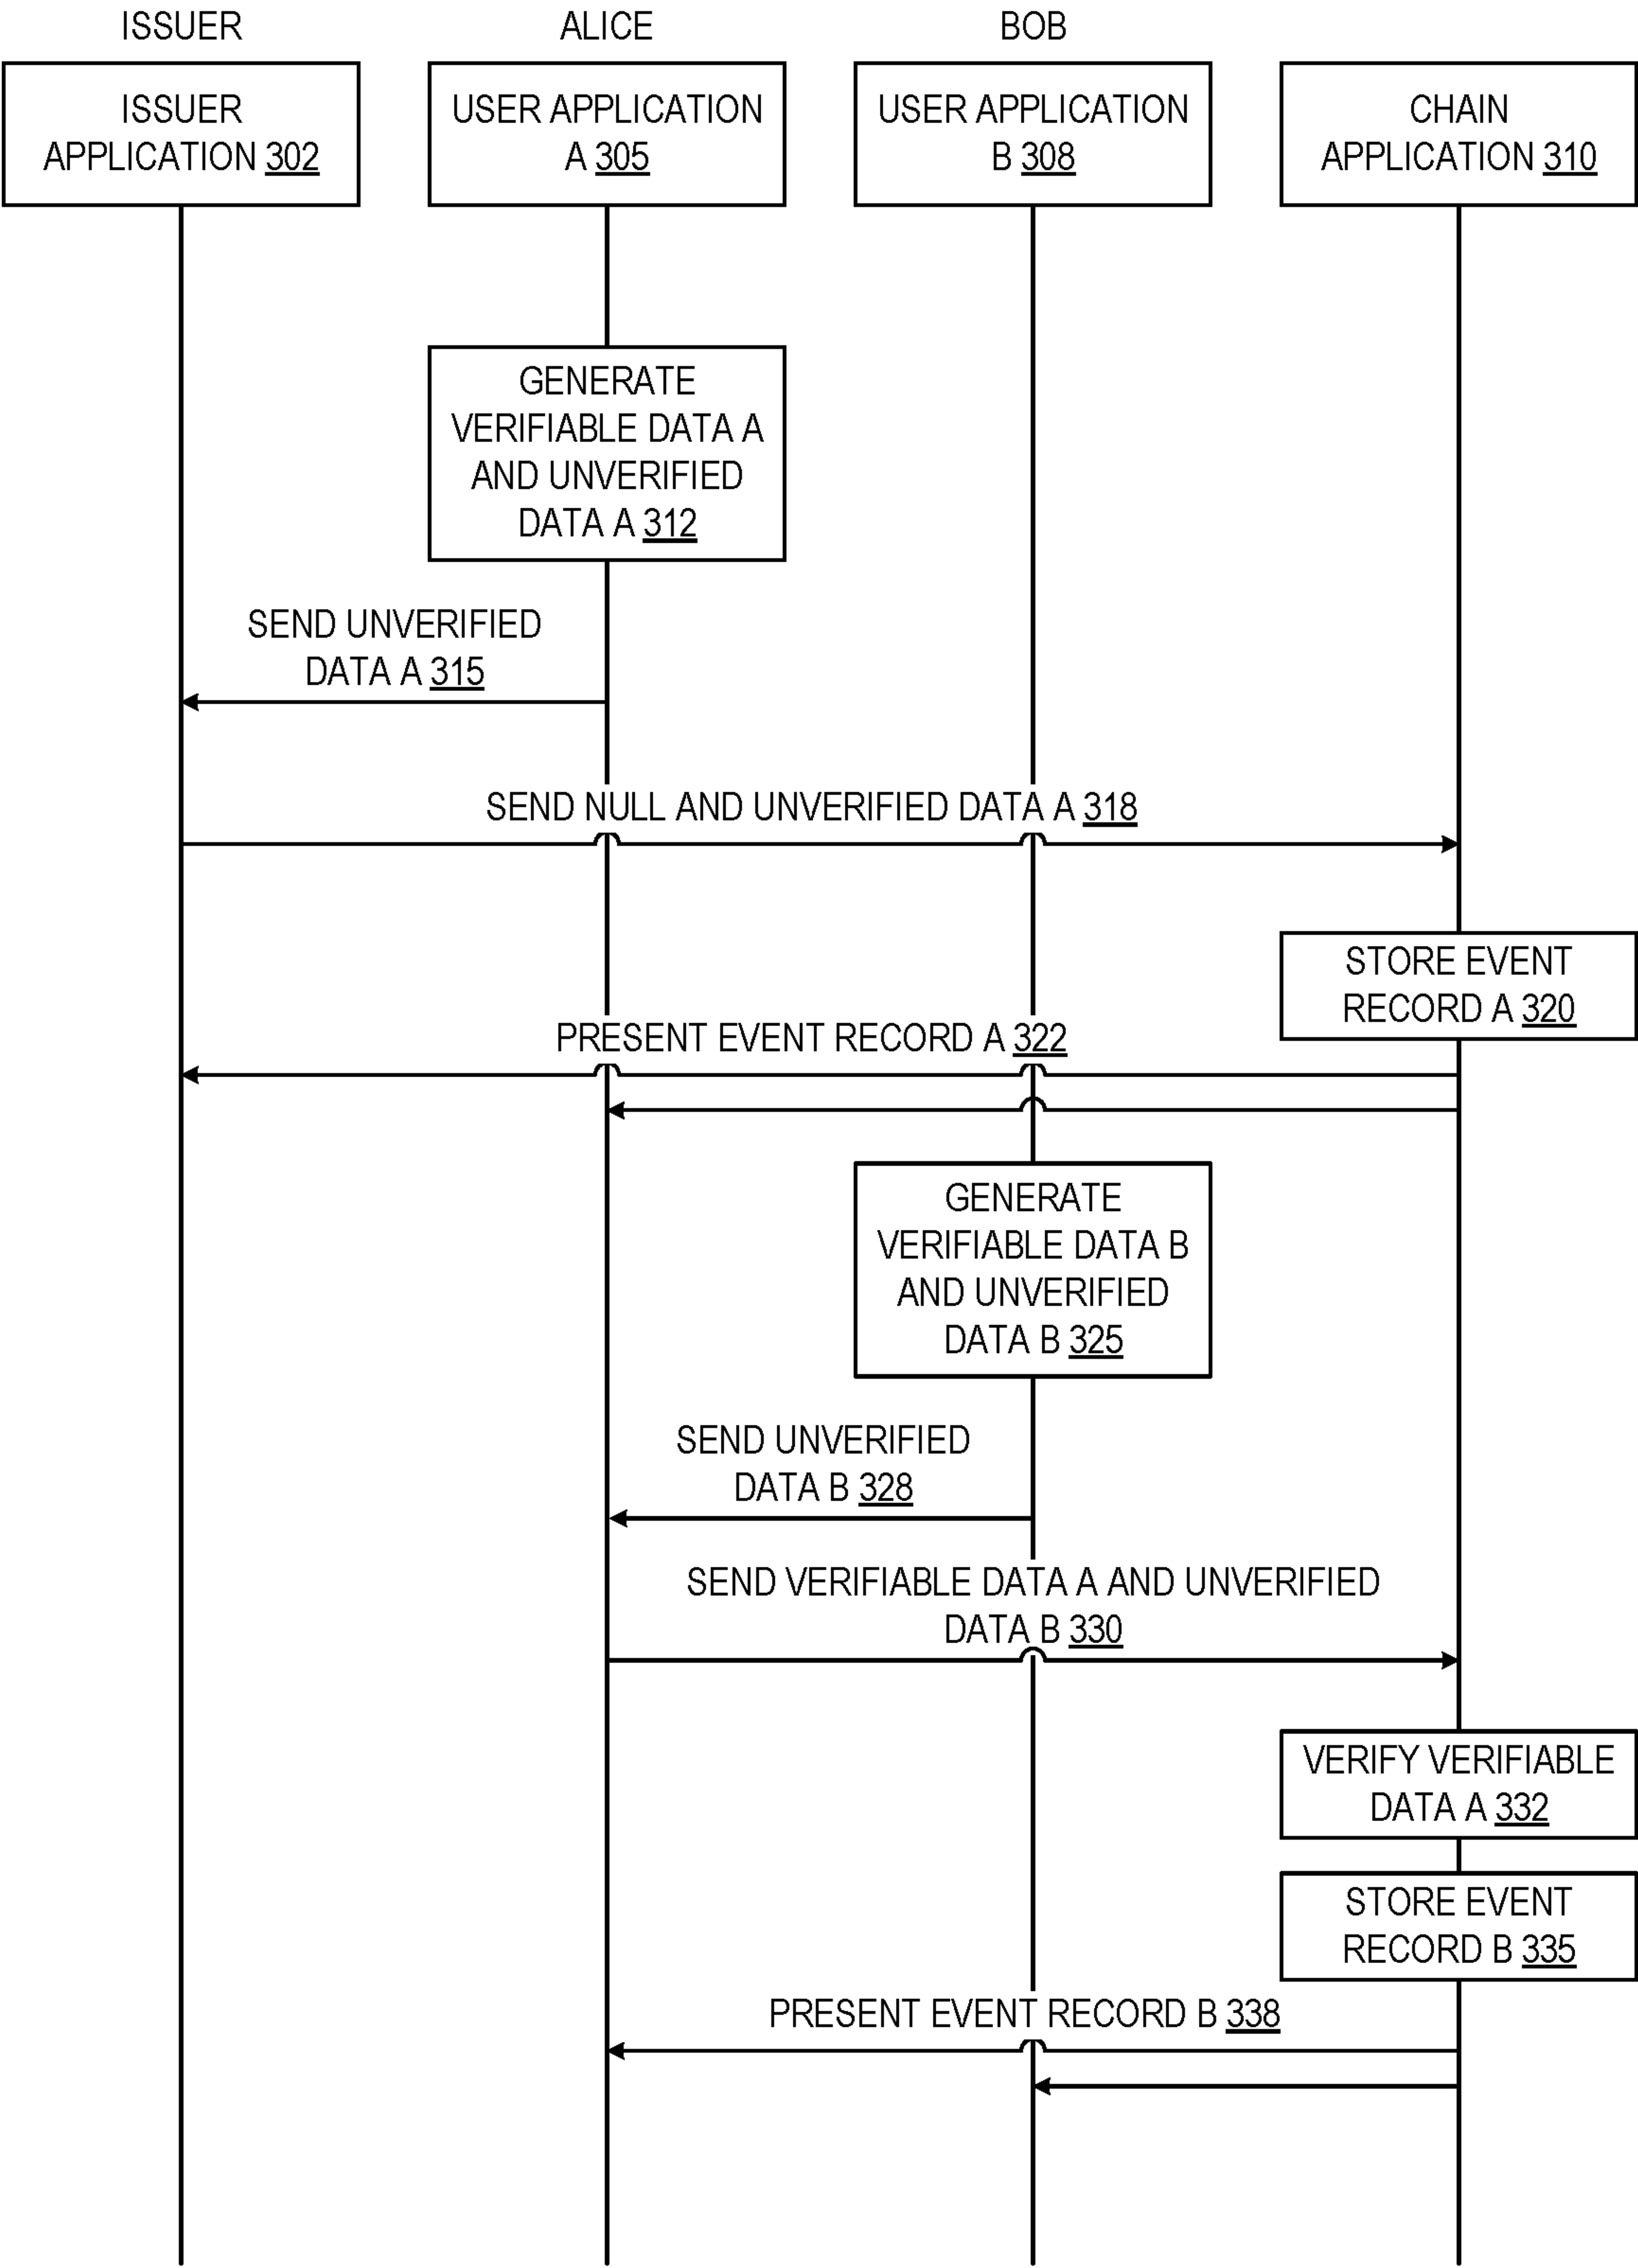 ISSUER
ALICE
BOB
ISSUER
APPLICATION 302
USER APPLICATION
A 305
USER APPLICATION
B 308
CHAIN
APPLICATION 310
GENERATE
VERIFIABLE DATA A
AND UNVERIFIED
DATA A 312
SEND UNVERIFIED
DATA A 315
SEND NULL AND UNVERIFIED DATA A 318
STORE EVENT
RECORD A 320
PRESENT EVENT RECORD A 322
GENERATE
VERIFIABLE DATA B
AND UNVERIFIED
DATA B 325
SEND UNVERIFIED
DATA B 328
SEND VERIFIABLE DATA A AND UNVERIFIED
DATA B 330
VERIFY VERIFIABLE
DATA A 332
STORE EVENT
RECORD B 335
PRESENT EVENT RECORD B 338